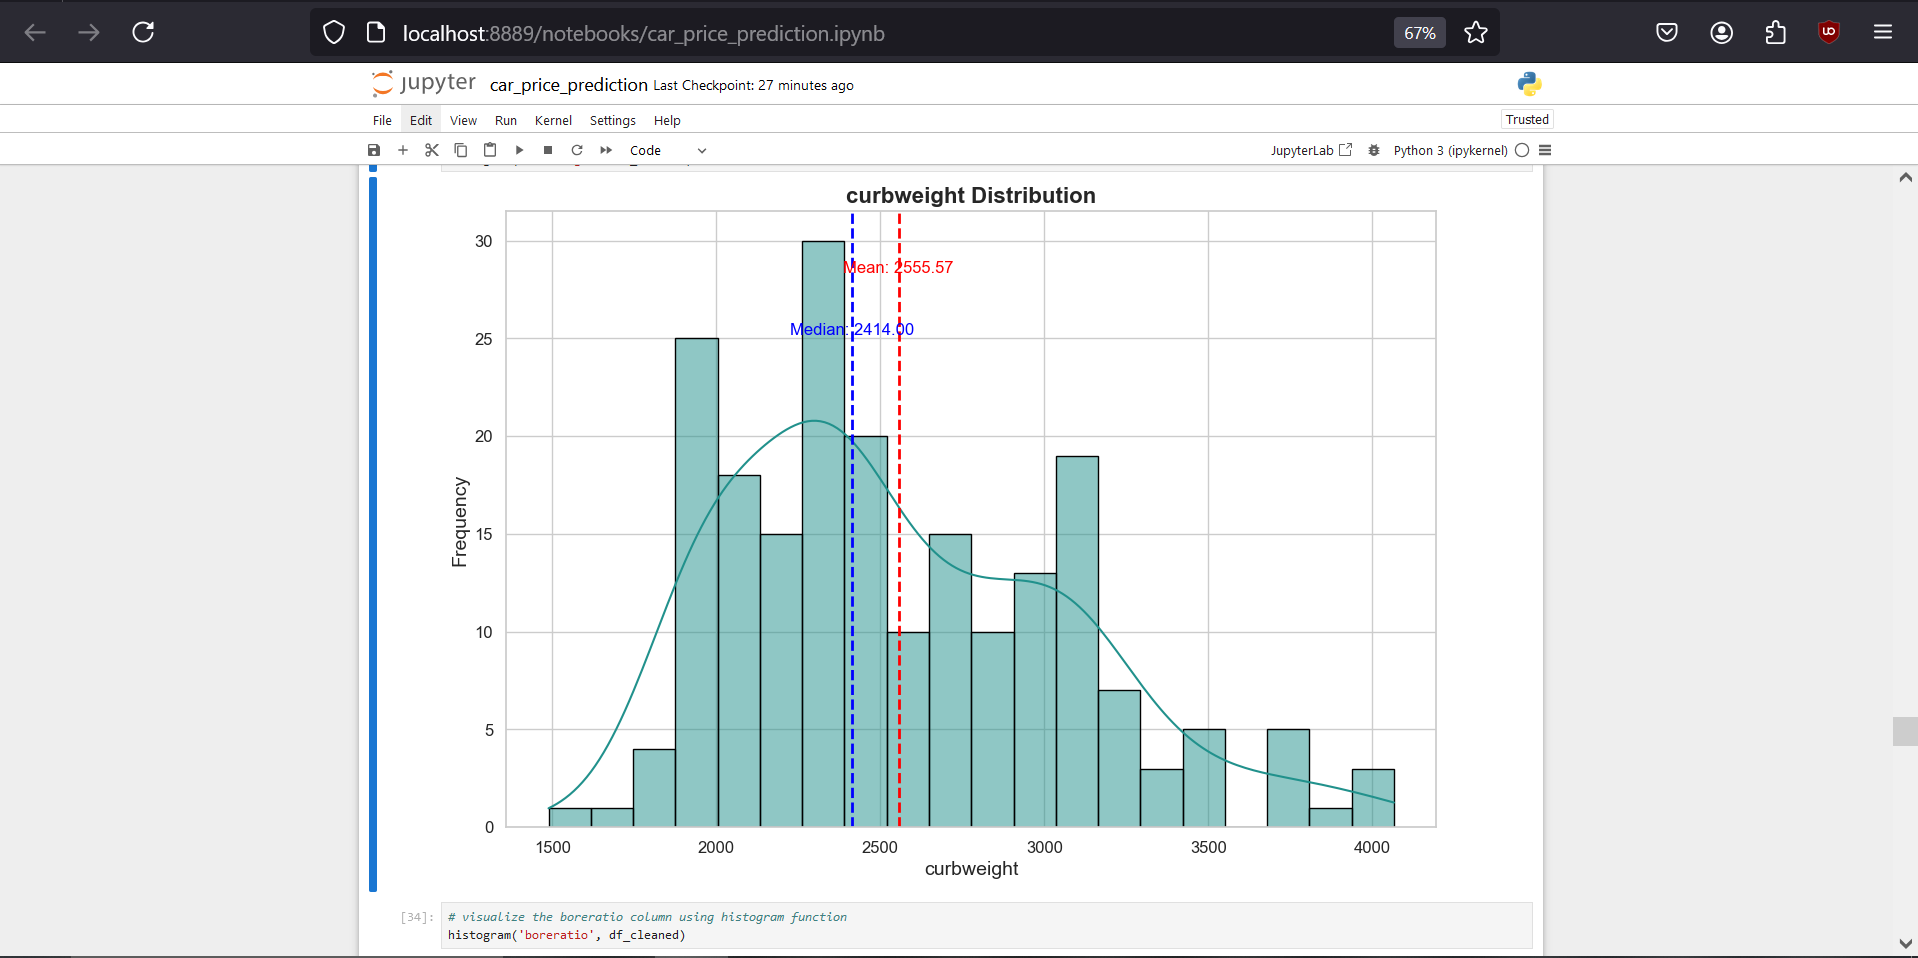 localhost:8889/notebooks/car_price_prediction.ipynb
67%
jupyter car_price_prediction Last Checkpoint: 27 minutes ago
File Edit View Run Kernel Settings Help
Trusted
Code
JupyterLab
Python 3 (ipykernel)
curbweight Distribution
Mean: 2555.57
Median: 2414.00
Frequency
30
25
20
15
10
5
0
1500 2000 2500 3000 3500 4000
curbweight
[34]: # visualize the boreratio column using histogram function
histogram('boreratio', df_cleaned)